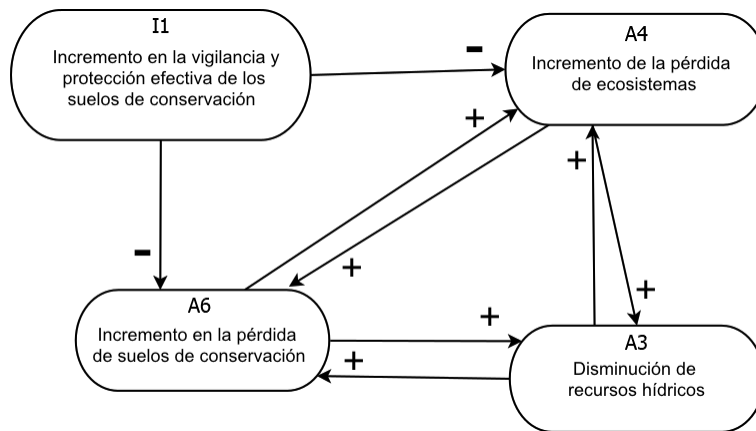 I1
Incremento en la vigilancia y
protección efectiva de los
suelos de conservación
-
A4
Incremento de la pérdida
de ecosistemas
+
+
-
+
+
A6
Incremento en la pérdida
de suelos de conservación
+
+
A3
Disminución de
recursos hídricos